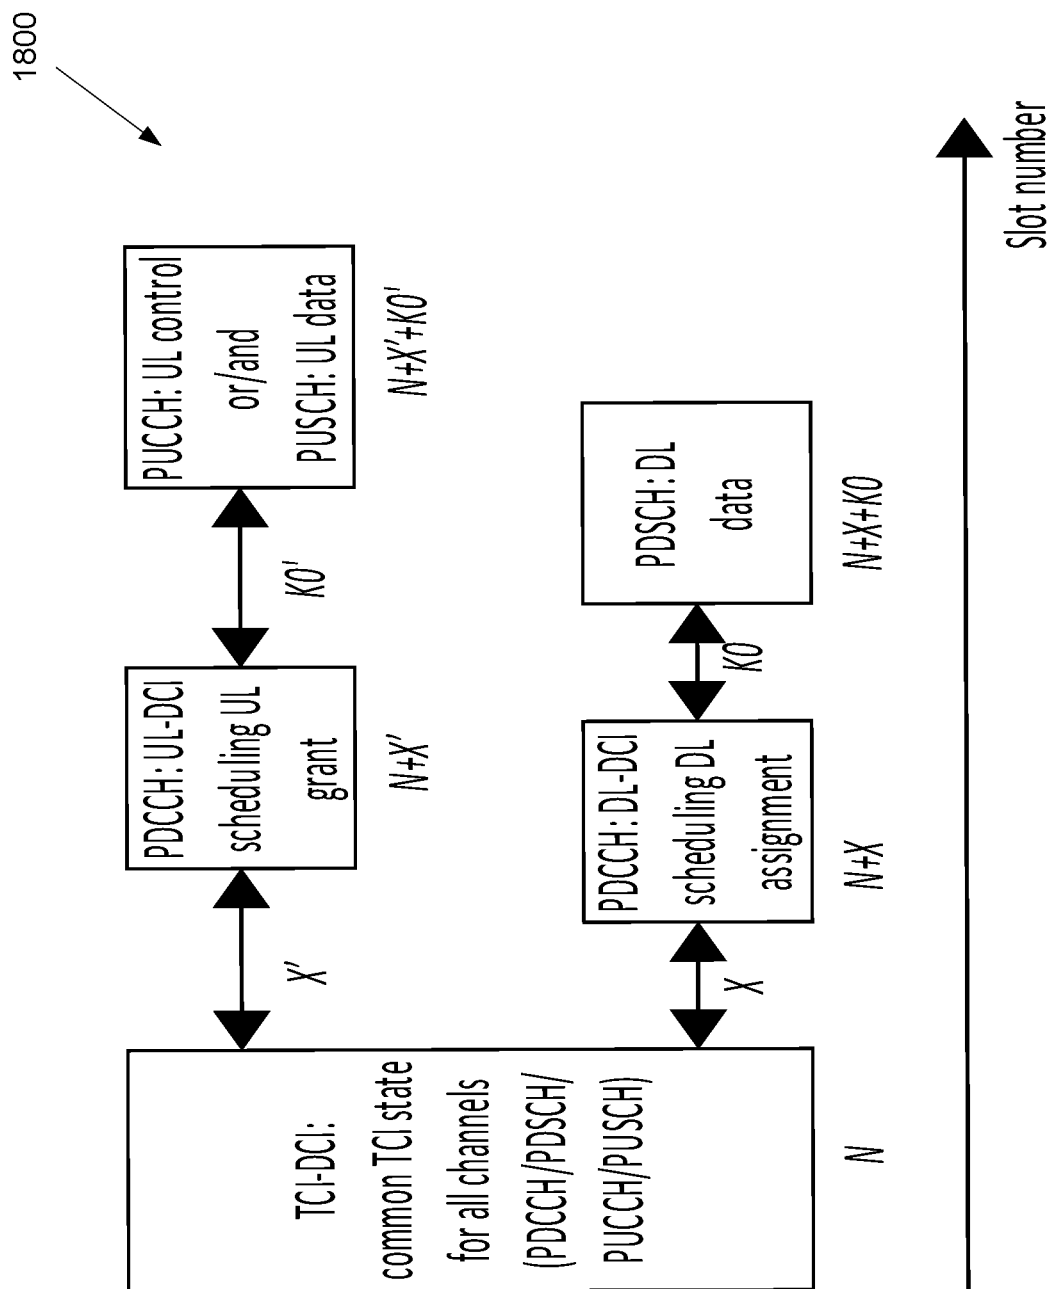 1800
TCI-DCI:
common TCI state
for all channels
(PDCCH/PDSCH/
PUCCH/PUSCH)
N
X'
PDCCH: UL-DCI
scheduling UL
grant
N+X'
K0'
PUCCH: UL control
or/and
PUSCH: UL data
N+X'+K0'
X
PDCCH: DL-DCI
scheduling DL
assignment
N+X
K0
PDSCH: DL
data
N+X+K0
Slot number